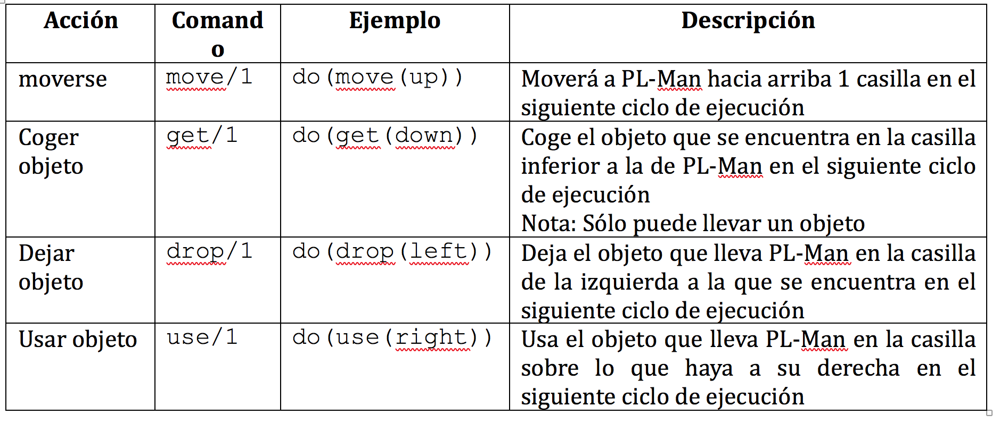 Acción
Comand
o
Ejemplo
Descripción
moverse
move/1
do(move(up))
Moverá a PL-Man hacia arriba 1 casilla en el
siguiente ciclo de ejecución
Coger
objeto
get/1
do(get(down))
Coge el objeto que se encuentra en la casilla
inferior a la de PL-Man en el siguiente ciclo
de ejecución
Nota: Sólo puede llevar un objeto
Dejar
objeto
drop/1
do(drop(left))
Deja el objeto que lleva PL-Man en la casilla
de la izquierda a la que se encuentra en el
siguiente ciclo de ejecución
Usar objeto
use/1
do(use(right))
Usa el objeto que lleva PL-Man en la casilla
sobre lo que haya a su derecha en el
siguiente ciclo de ejecución